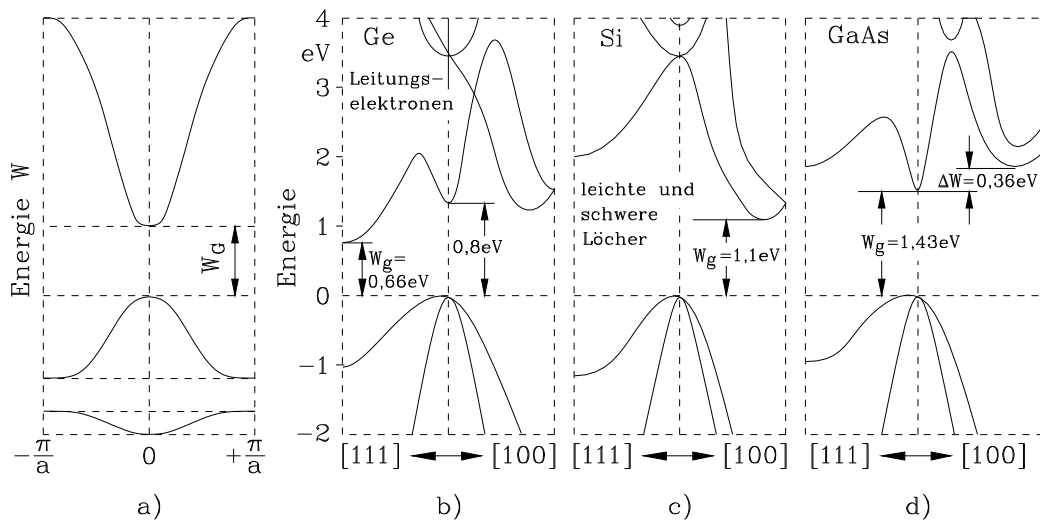 Energie W
W_G
−π/a
0
+π/a
a)
Energie
4
eV
3
2
1
0
−1
−2
Ge
Leitungs−
elektronen
W_g=
0,66eV
0,8eV
[111]
[100]
b)
Si
leichte und
schwere
Löcher
W_g=1,1eV
[111]
[100]
c)
GaAs
ΔW=0,36eV
W_g=1,43eV
[111]
[100]
d)